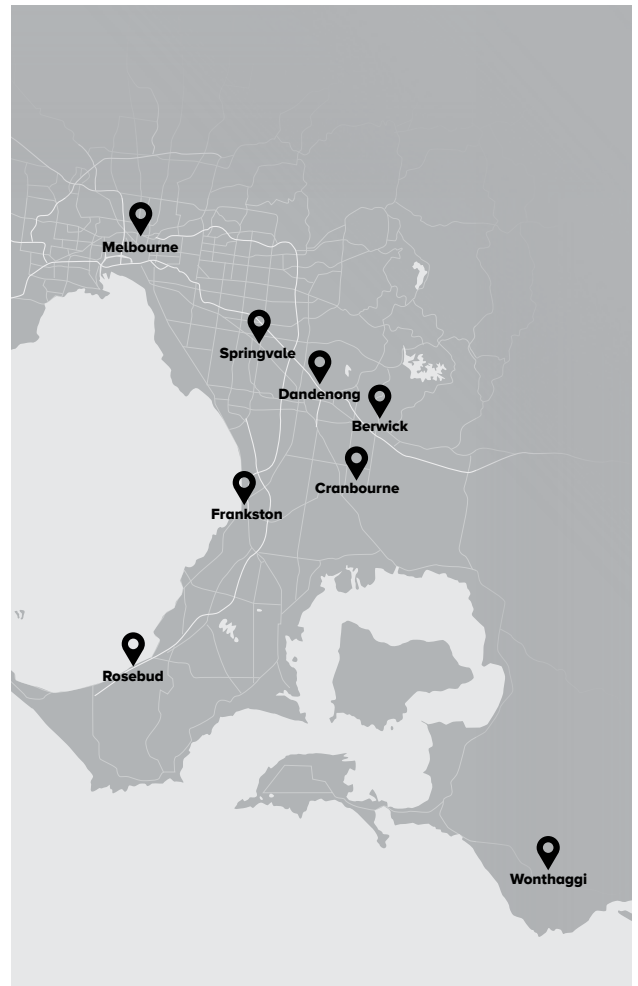 Melbourne
Springvale
Dandenong
Berwick
Cranbourne
Frankston
Rosebud
Wonthaggi